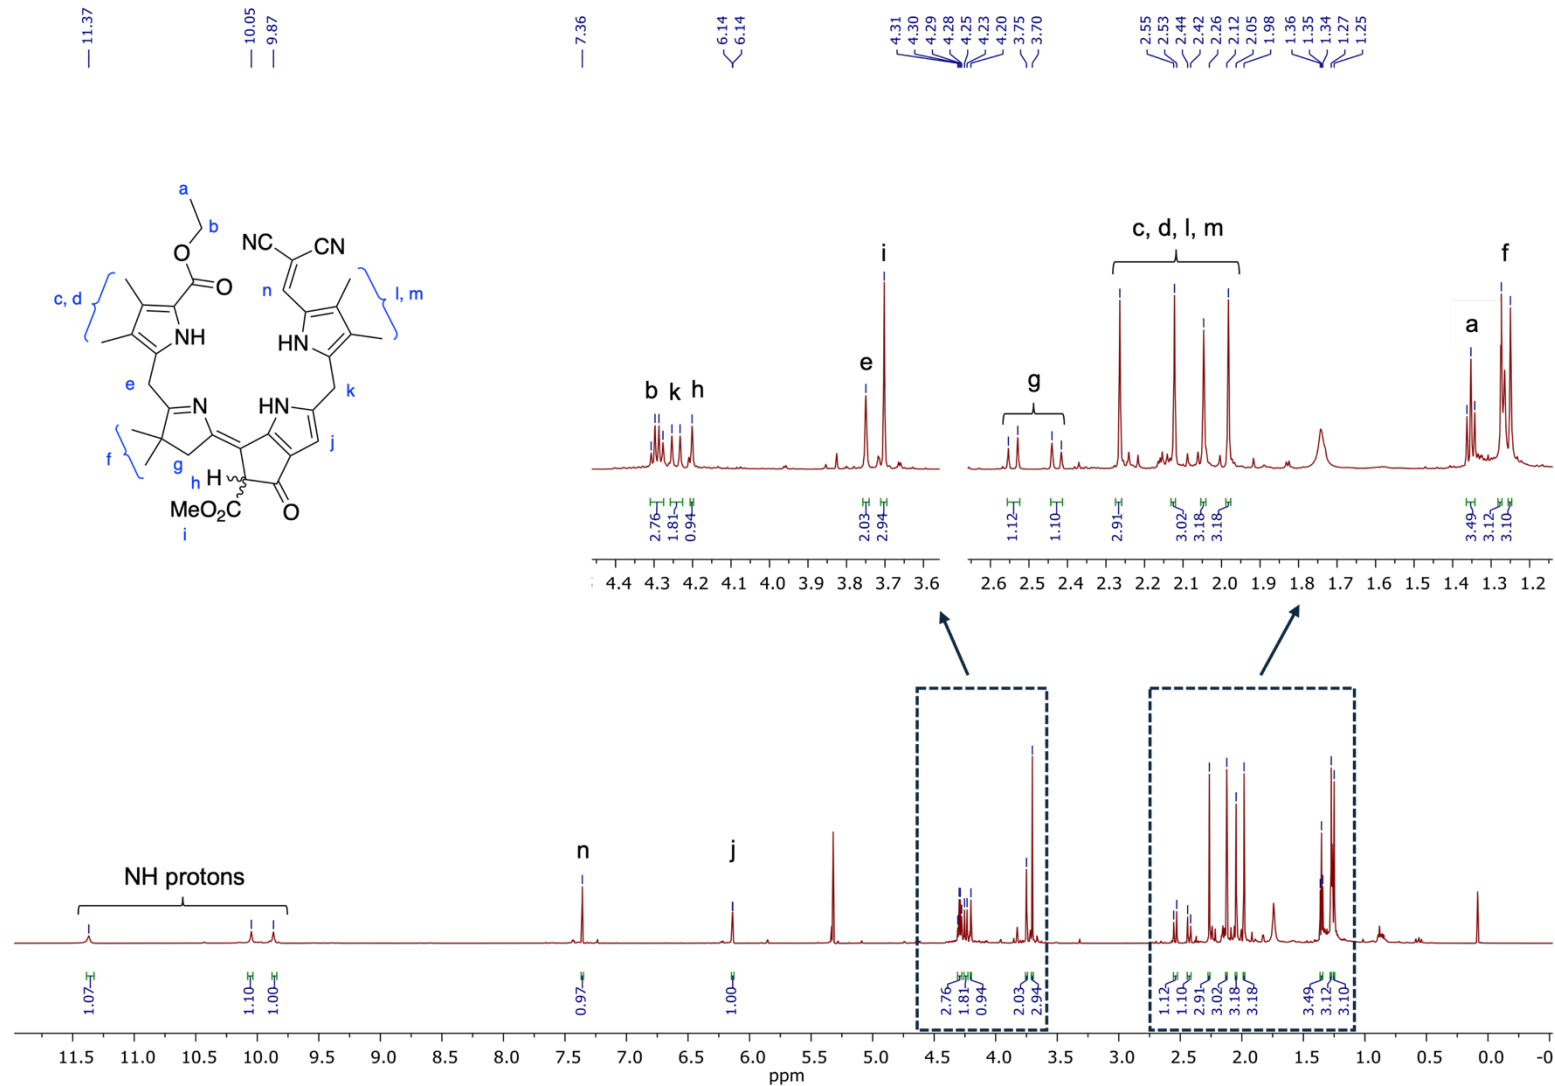 11.37 10.05 9.87 7.36 6.14 6.14 4.31 4.30 4.29 4.28 4.25 4.23 4.20 3.75 3.70 2.55 2.53 2.44 2.42 2.26 2.12 2.05 1.98 1.36 1.35 1.34 1.27 1.25
a
b
O
O
NC
CN
c, d
n
l, m
NH
HN
e
k
N
HN
f
g
j
h
H
MeO2C
O
i
b k h e i
g
c, d, l, m
a
f
2.76 1.81 0.94 2.03 2.94
1.12 1.10 2.91 3.02 3.18 3.18 3.49 3.12 3.10
4.4 4.3 4.2 4.1 4.0 3.9 3.8 3.7 3.6
2.6 2.5 2.4 2.3 2.2 2.1 2.0 1.9 1.8 1.7 1.6 1.5 1.4 1.3 1.2
NH protons
n
j
1.07 1.10 1.00 0.97 1.00 2.76 1.81 0.94 2.03 2.94 1.12 1.10 2.91 3.02 3.18 3.18 3.49 3.12 3.10
11.5 11.0 10.5 10.0 9.5 9.0 8.5 8.0 7.5 7.0 6.5 6.0 5.5 5.0 4.5 4.0 3.5 3.0 2.5 2.0 1.5 1.0 0.5 0.0 -0
ppm